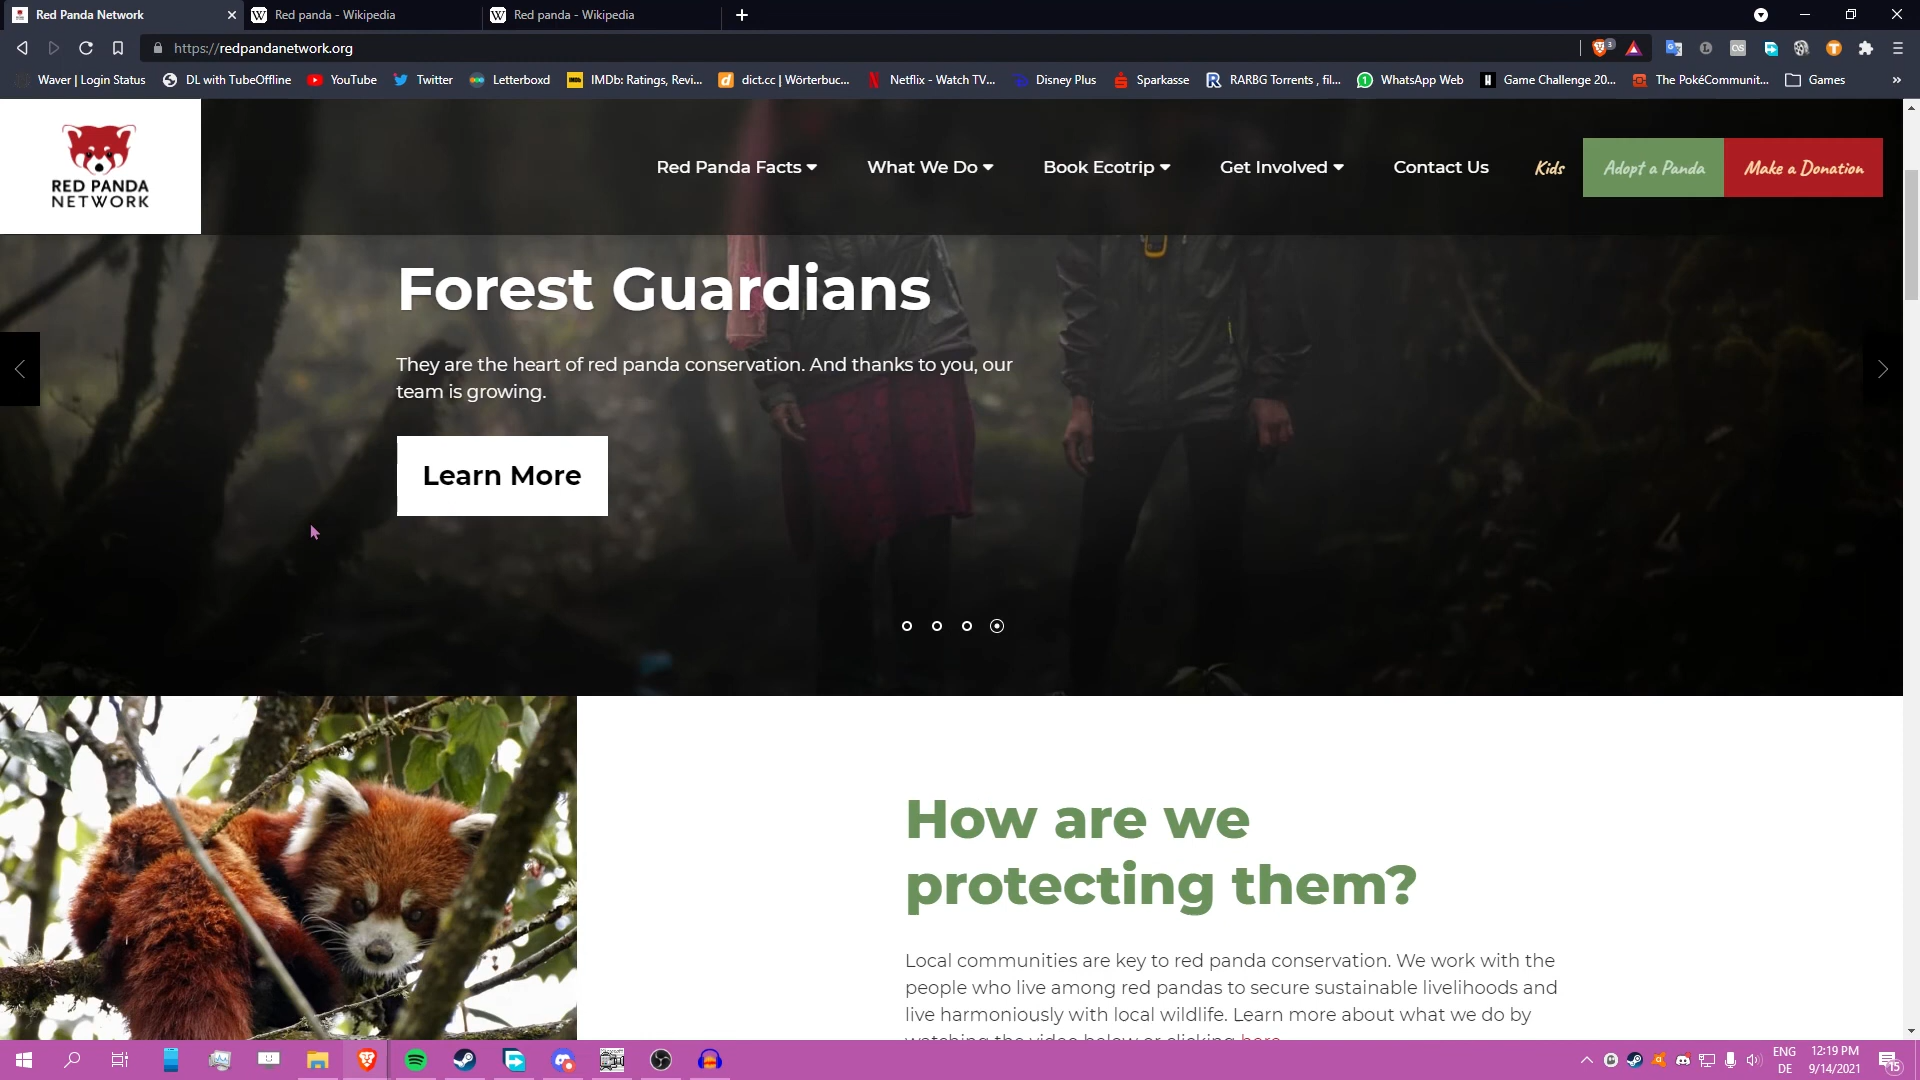 Red Panda Network
Red panda - Wikipedia
Red panda - Wikipedia
https://redpandanetwork.org
3
Waver | Login Status
DL with TubeOffline
YouTube
Twitter
Letterboxd
IMDb: Ratings, Revi...
dict.cc | Wörterbuc...
Netflix - Watch TV...
Disney Plus
Sparkasse
RARBG Torrents , fil...
WhatsApp Web
Game Challenge 20...
The PokéCommunit...
Games
RED PANDA
NETWORK
Red Panda Facts
What We Do
Book Ecotrip
Get Involved
Contact Us
Kids
Adopt a Panda
Make a Donation
Forest Guardians
They are the heart of red panda conservation. And thanks to you, our
team is growing.
Learn More
How are we
protecting them?
Local communities are key to red panda conservation. We work with the
people who live among red pandas to secure sustainable livelihoods and
live harmoniously with local wildlife. Learn more about what we do by
watching the video below or clicking here.
ENG
DE
12:19 PM
9/14/2021
15